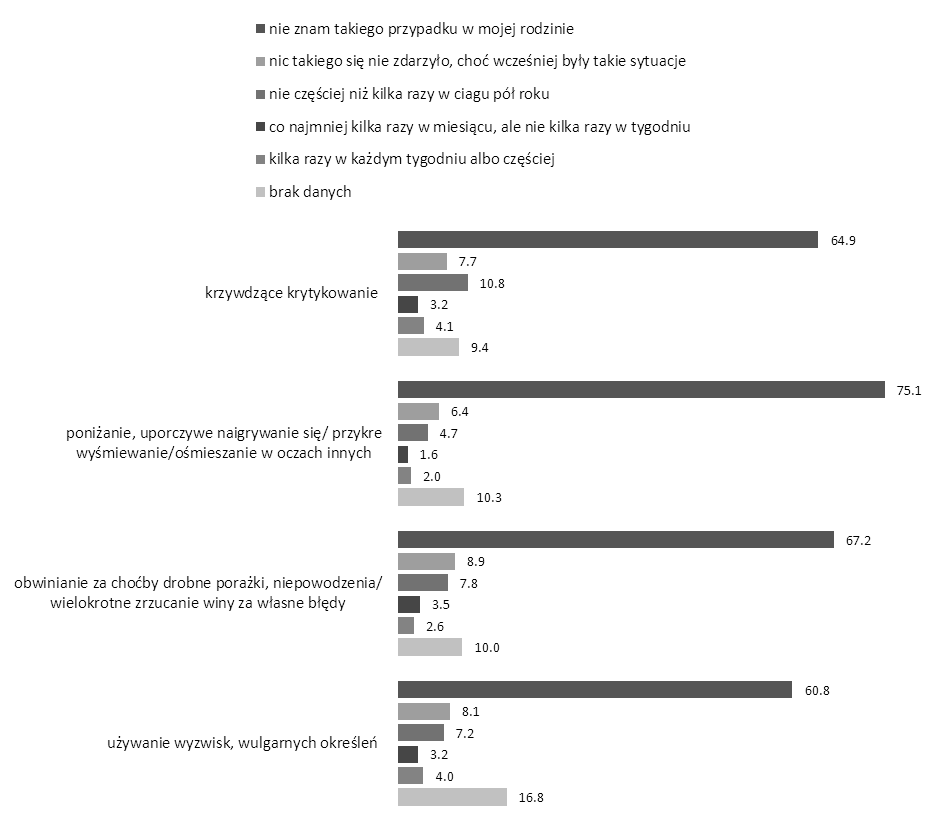 nie znam takiego przypadku w mojej rodzinie
nic takiego się nie zdarzyło, choć wcześniej były takie sytuacje
nie częściej niż kilka razy w ciagu pół roku
co najmniej kilka razy w miesiącu, ale nie kilka razy w tygodniu
kilka razy w każdym tygodniu albo częściej
brak danych
krzywdzące krytykowanie
64.9
7.7
10.8
3.2
4.1
9.4
poniżanie, uporczywe naigrywanie się/ przykre
wyśmiewanie/ośmieszanie w oczach innych
75.1
6.4
4.7
1.6
2.0
10.3
obwinianie za choćby drobne porażki, niepowodzenia/
wielokrotne zrzucanie winy za własne błędy
67.2
8.9
7.8
3.5
2.6
10.0
używanie wyzwisk, wulgarnych określeń
60.8
8.1
7.2
3.2
4.0
16.8